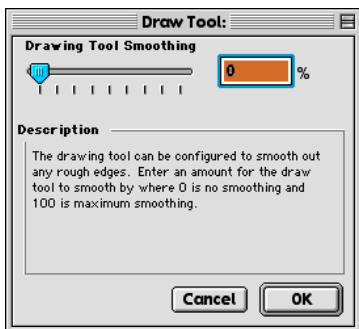 Draw Tool:
Drawing Tool Smoothing
0 %
Description
The drawing tool can be configured to smooth out
any rough edges. Enter an amount for the draw
tool to smooth by where 0 is no smoothing and
100 is maximum smoothing.
Cancel OK